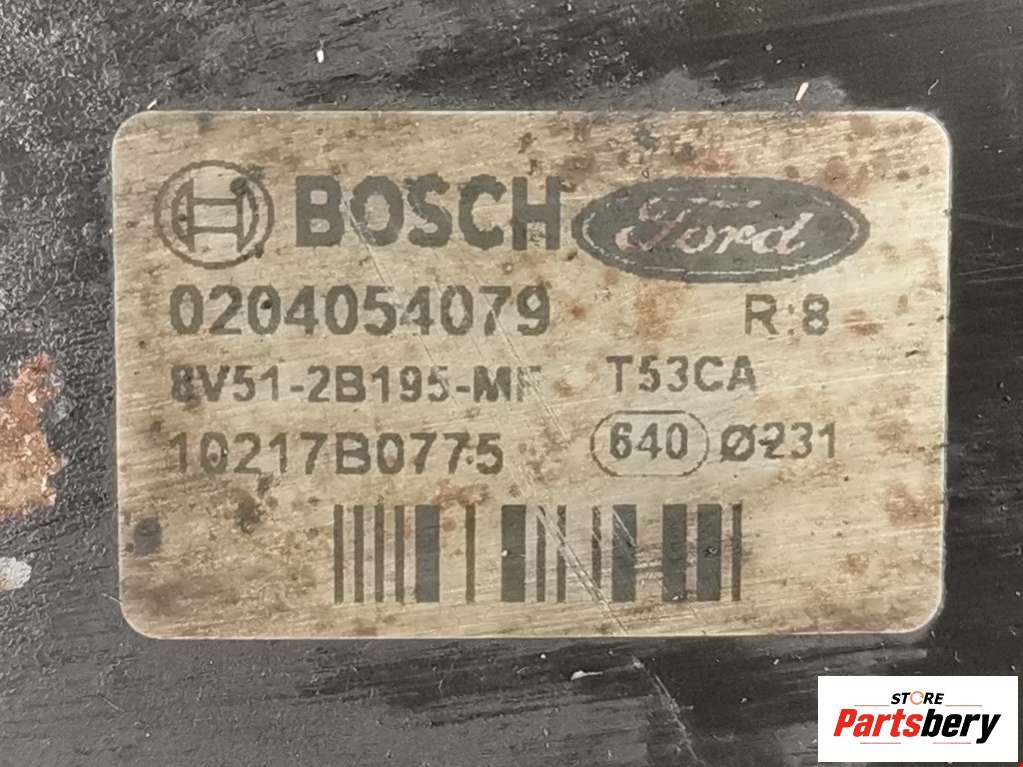 BOSCH Ford
0204054079 R:8
8V51-2B195-MF T53CA
10217B0775 640 Ø231
STORE
Partsbery